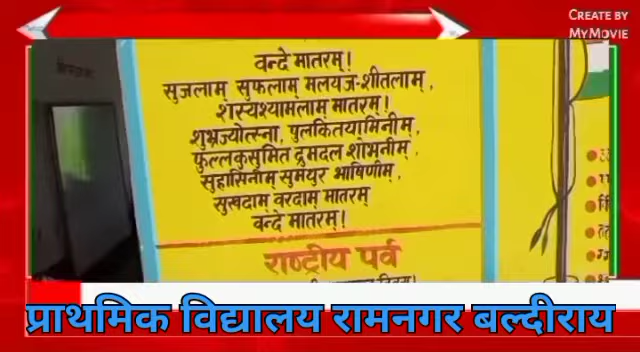 CREATE BY
MYMOVIE
वन्दे मातरम्!
सुजलाम् सुफलाम् मलयज-शीतलाम्,
शस्यश्यामलाम् मातरम्!
शुभ्रज्योत्स्ना, पुलकितयामिनीम्,
फुल्लकुसुमित द्रुमदल शोभनीम्,
सुहासिनीम् सुमधुर भाषिणीम्,
सुखदाम् वरदाम् मातरम्
वन्दे मातरम्!
राष्ट्रीय पर्व
प्राथमिक विद्यालय रामनगर बल्दीराय